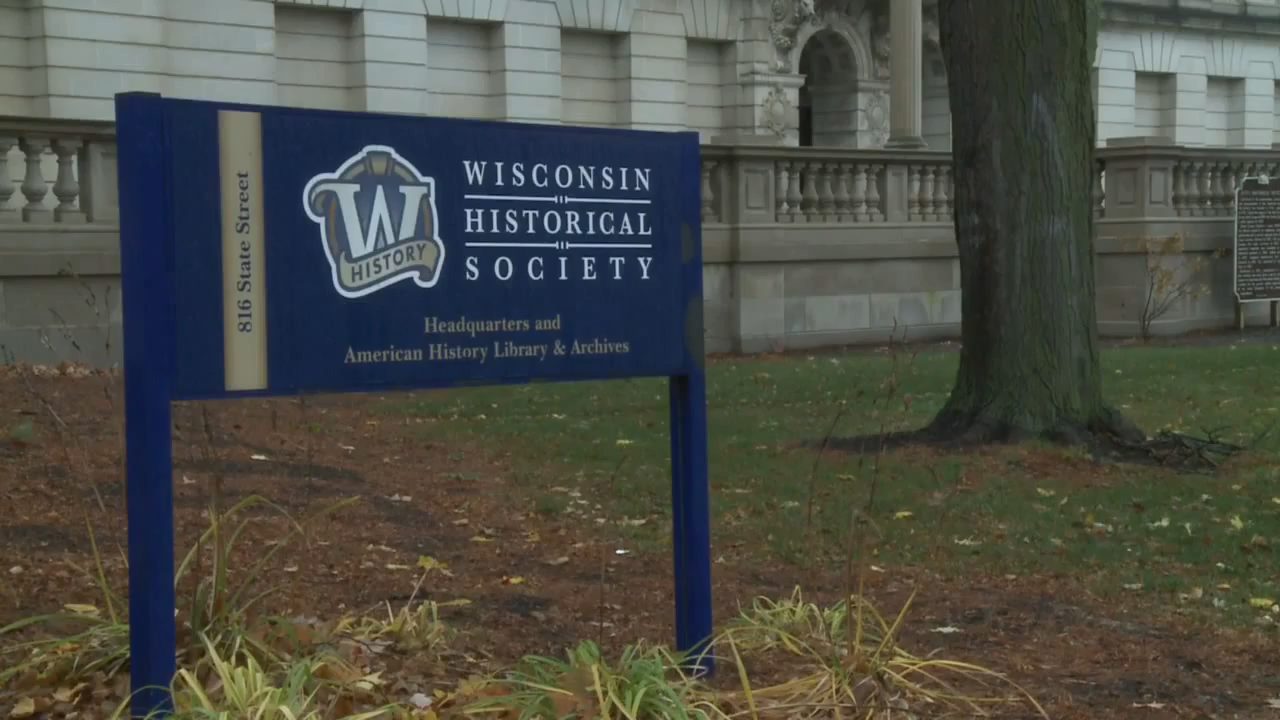 816 State Street
W
HISTORY
WISCONSIN
HISTORICAL
SOCIETY
Headquarters and
American History Library & Archives